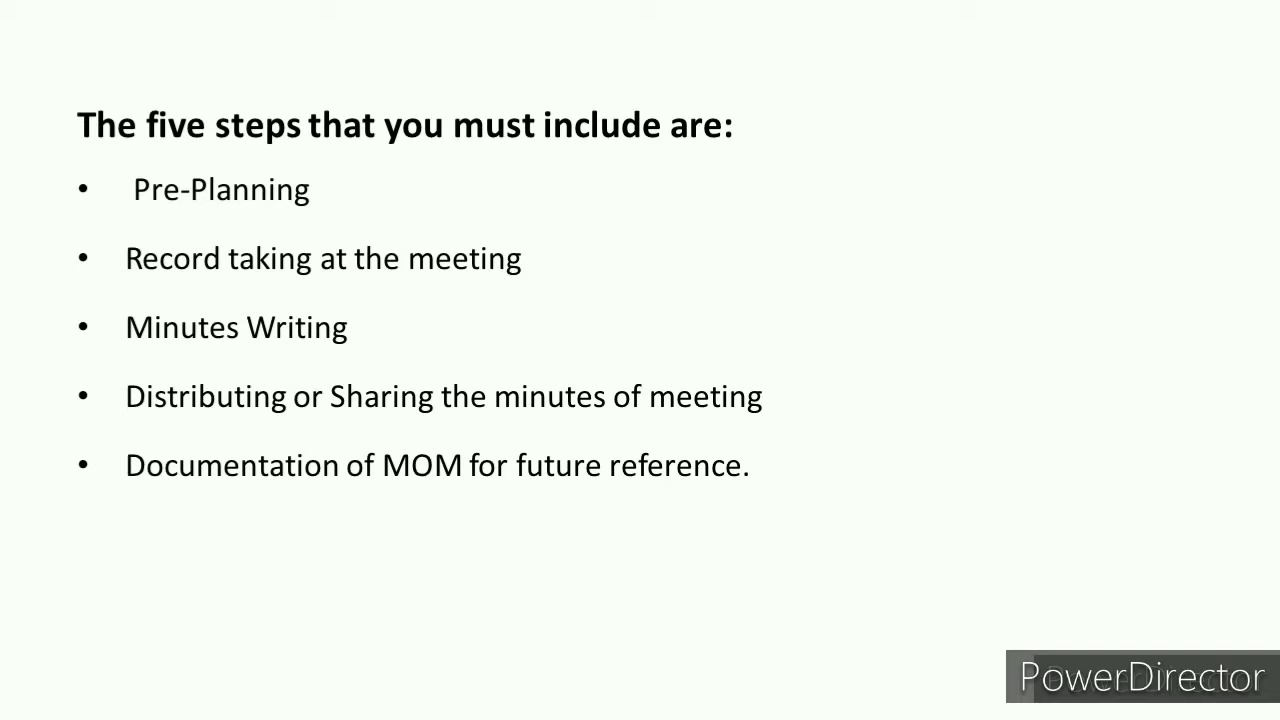 The five steps that you must include are:
• Pre-Planning
• Record taking at the meeting
• Minutes Writing
• Distributing or Sharing the minutes of meeting
• Documentation of MOM for future reference.
PowerDirector